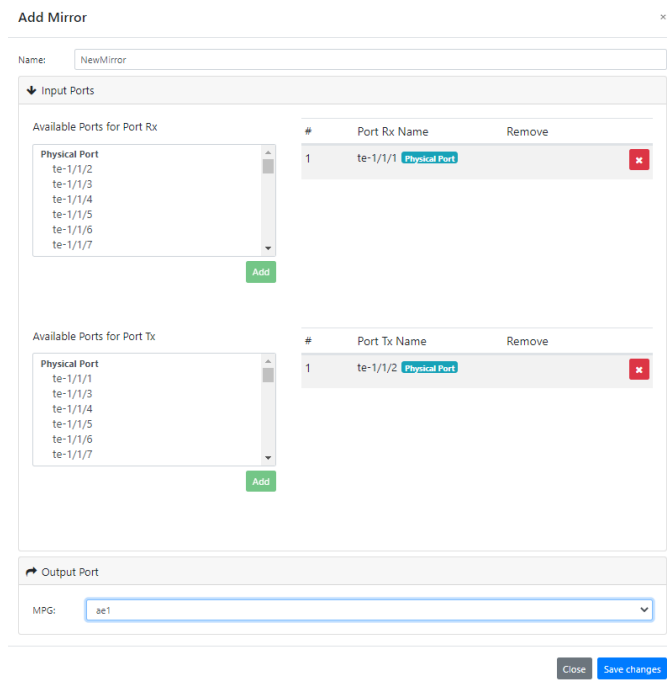 Add Mirror
×
Name: NewMirror
Input Ports
Available Ports for Port Rx
Physical Port
te-1/1/2
te-1/1/3
te-1/1/4
te-1/1/5
te-1/1/6
te-1/1/7
Add
# Port Rx Name Remove
1 te-1/1/1 Physical Port
Available Ports for Port Tx
Physical Port
te-1/1/1
te-1/1/3
te-1/1/4
te-1/1/5
te-1/1/6
te-1/1/7
Add
# Port Tx Name Remove
1 te-1/1/2 Physical Port
Output Port
MPG: ae1
Close Save changes